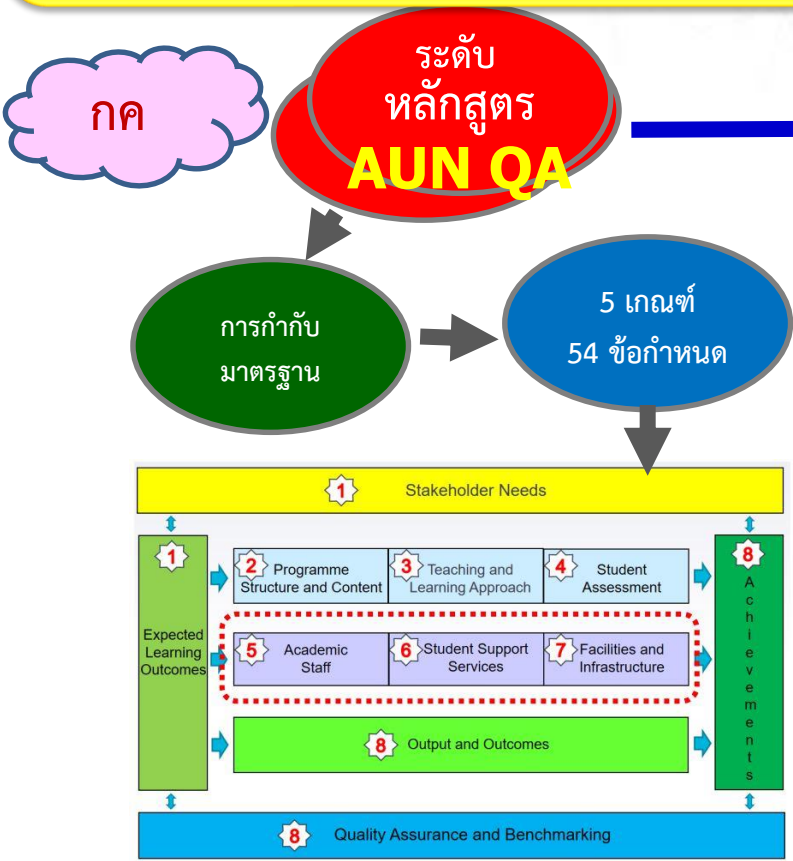 กค
ระดับ
หลักสูตร
AUN QA
การกำกับ
มาตรฐาน
5 เกณฑ์
54 ข้อกำหนด
1 Stakeholder Needs
1
Expected
Learning
Outcomes
2 Programme
Structure and Content
3 Teaching and
Learning Approach
4 Student
Assessment
5 Academic
Staff
6 Student Support
Services
7 Facilities and
Infrastructure
8 Output and Outcomes
8
A
c
h
i
e
v
e
m
e
n
t
s
8 Quality Assurance and Benchmarking